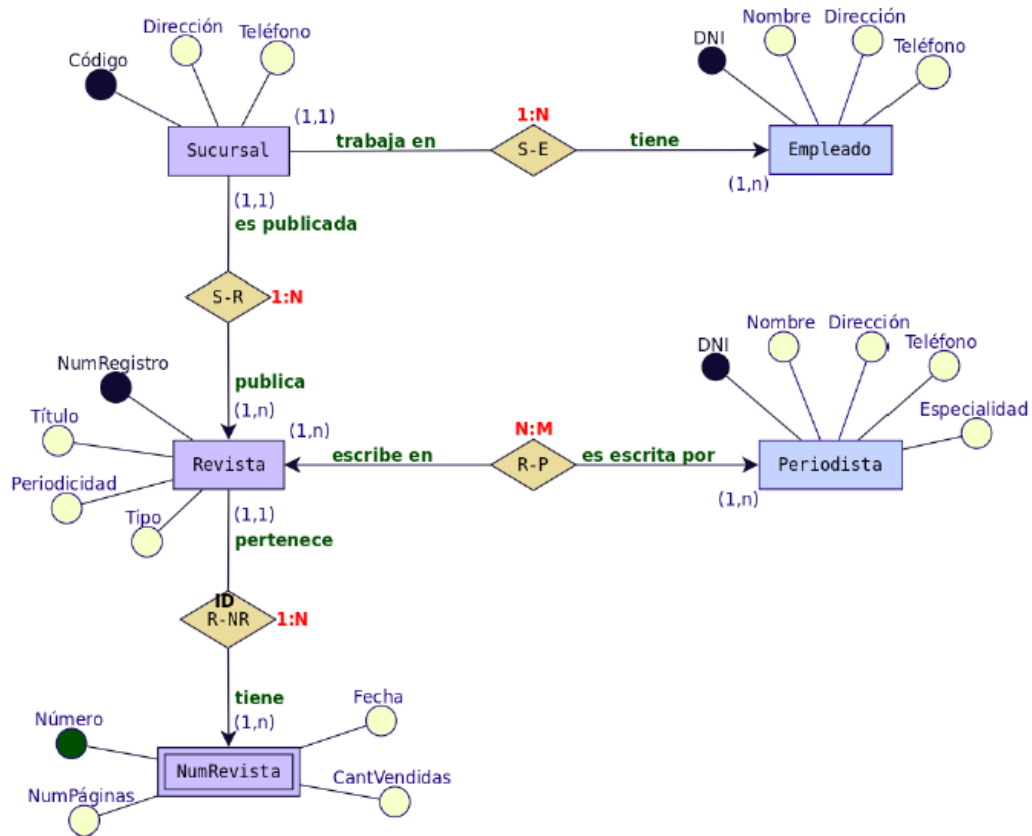 Dirección
Teléfono
Código
(1,1)
Sucursal
trabaja en
1:N
S-E
tiene
DNI
Nombre
Dirección
Teléfono
Empleado
(1,n)
(1,1)
es publicada
S-R
1:N
publica
(1,n)
NumRegistro
Título
Periodicidad
Tipo
Revista
(1,n)
escribe en
N:M
R-P
es escrita por
DNI
Nombre
Dirección
Teléfono
Especialidad
Periodista
(1,n)
(1,1)
pertenece
ID
R-NR
1:N
tiene
(1,n)
Número
Fecha
NumRevista
NumPáginas
CantVendidas